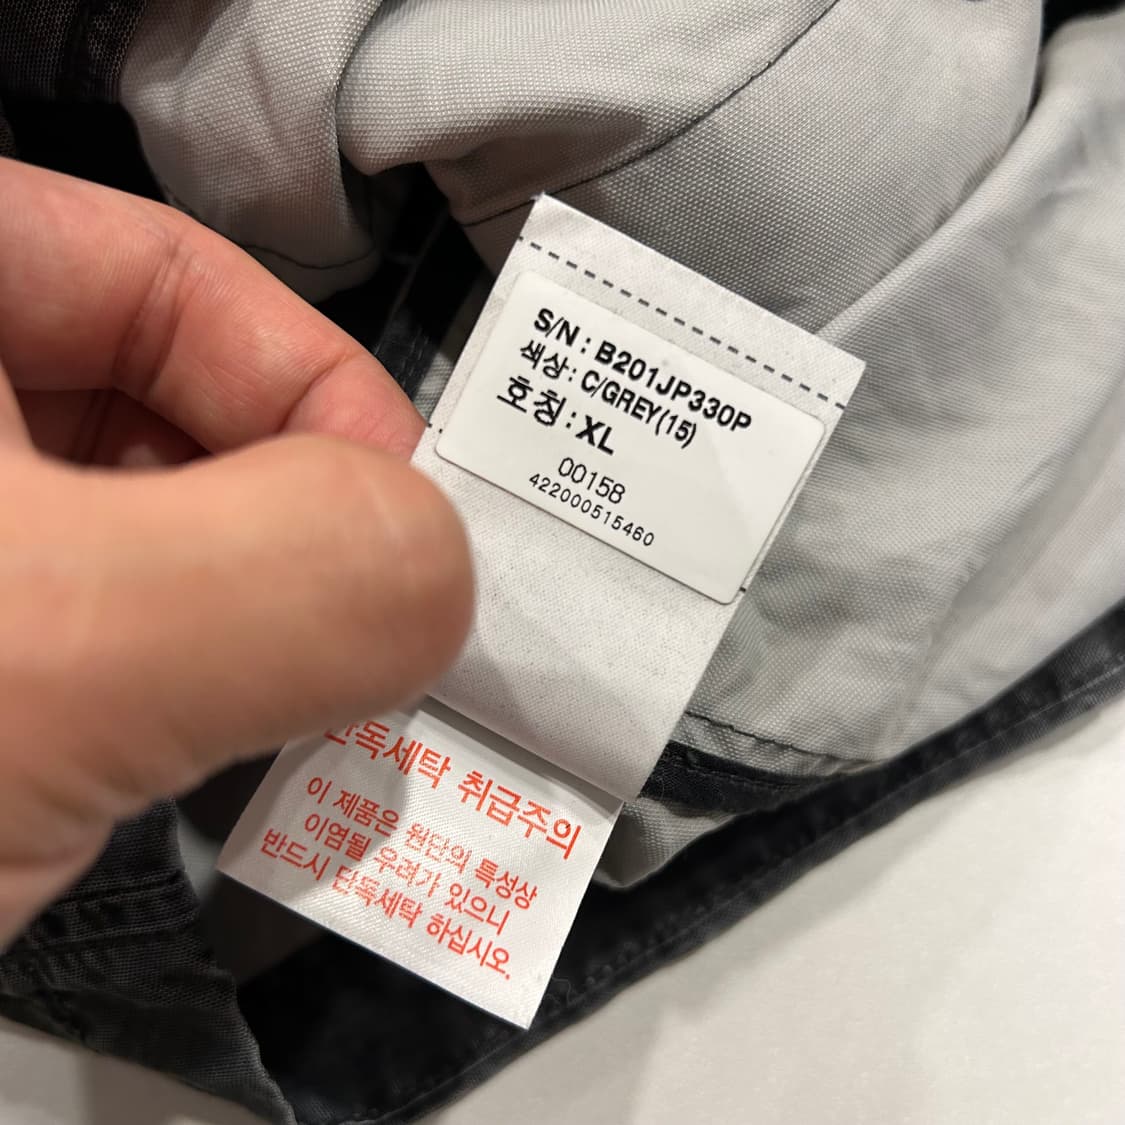 S/N : B201JP330P
색상 : C/GREY(15)
호칭 : XL
00158
422000515460
단독세탁 취급주의
이 제품은 원단의 특성상
이염될 우려가 있으니
반드시 단독세탁 하십시오.